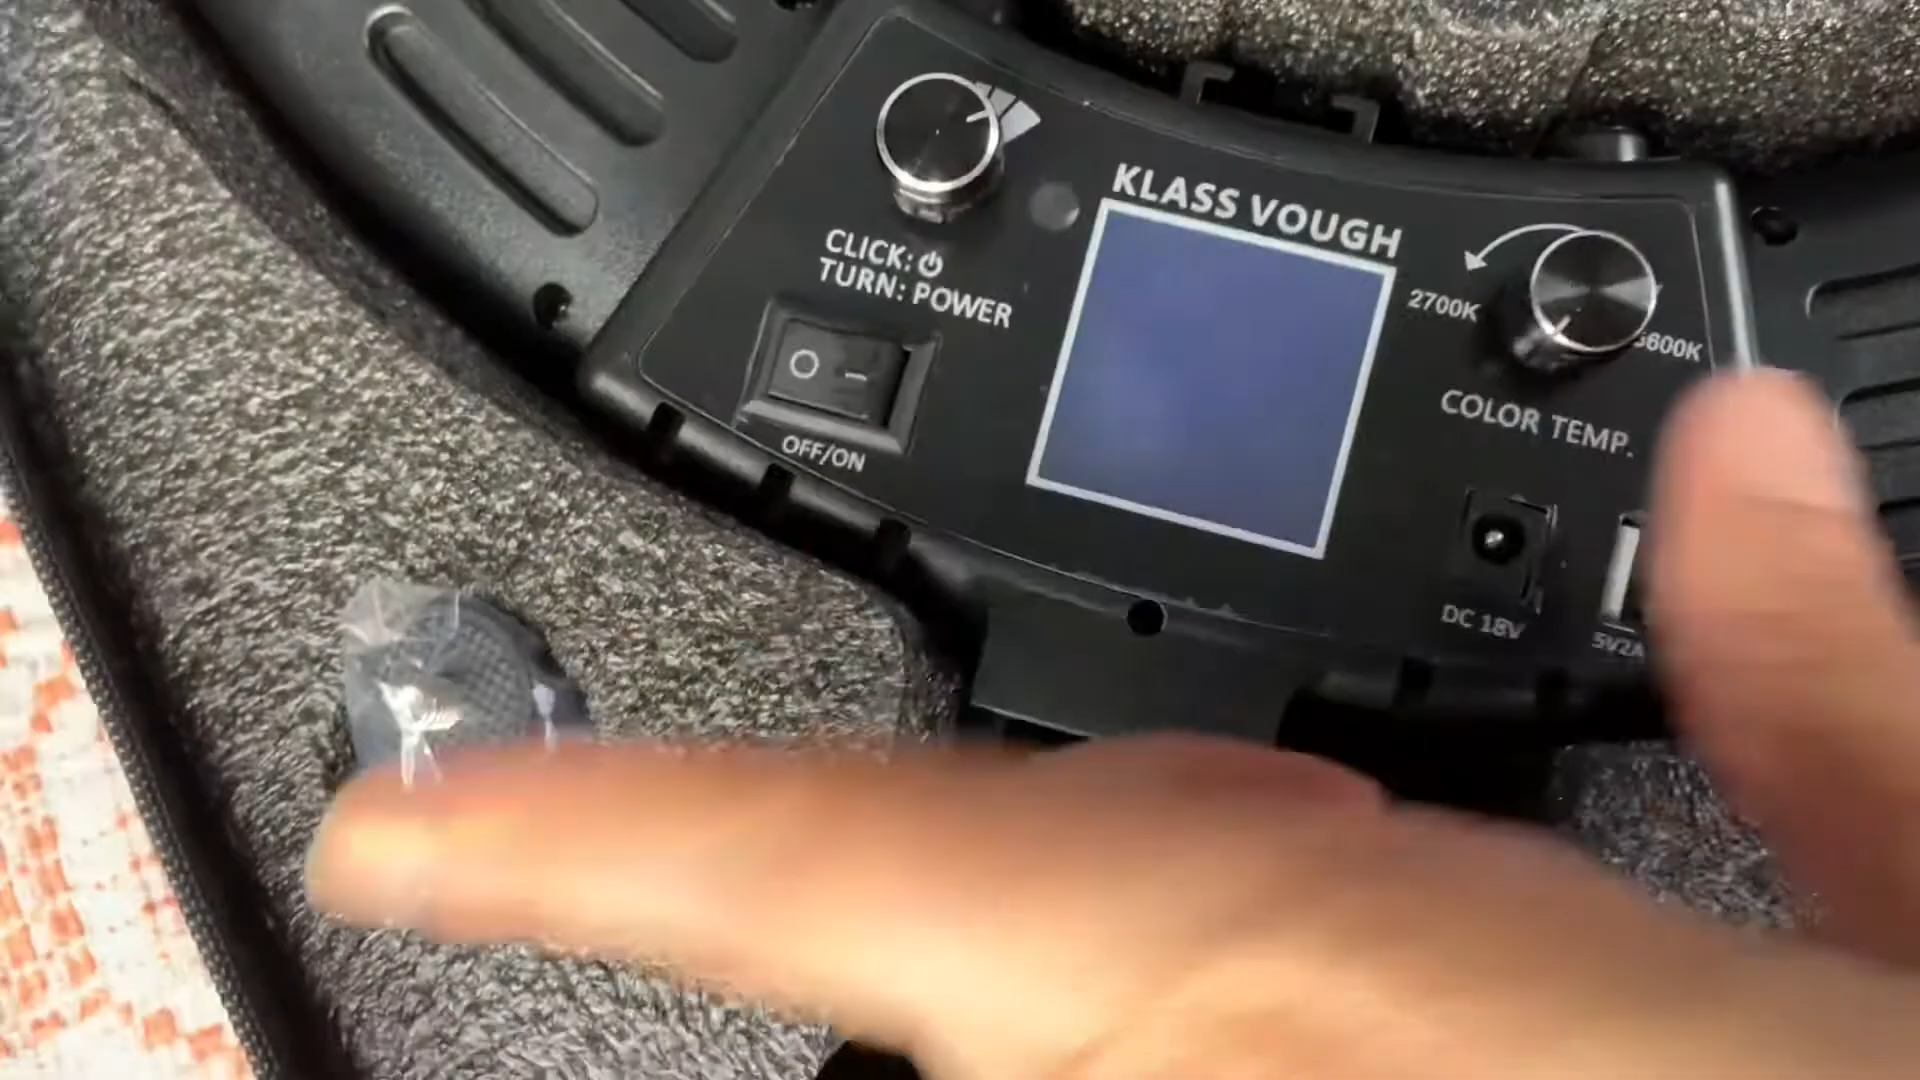 KLASS VOUGH
CLICK: ⏻
TURN: POWER
OFF/ON
2700K
COLOR TEMP.
DC 18V